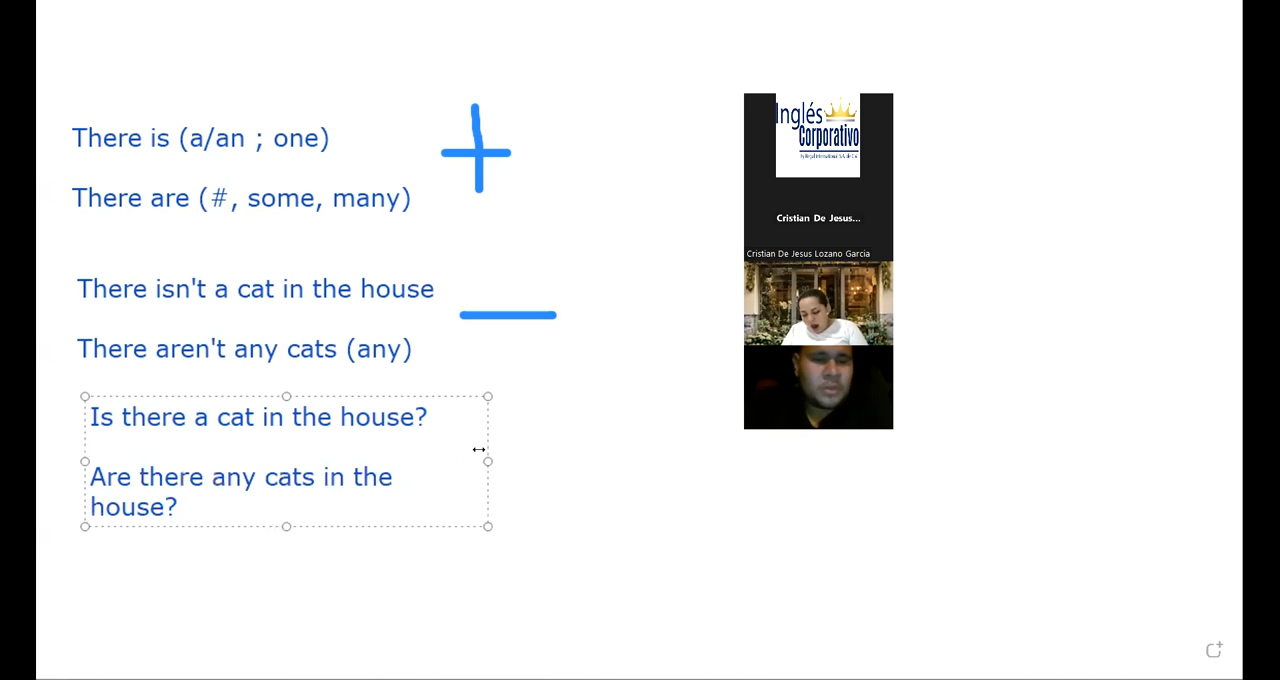 There is (a/an ; one)
There are (#, some, many)
There isn't a cat in the house
There aren't any cats (any)
Is there a cat in the house?
Are there any cats in the
house?
Inglés
Corporativo
Cristian De Jesus...
Cristian De Jesus Lozano Garcia